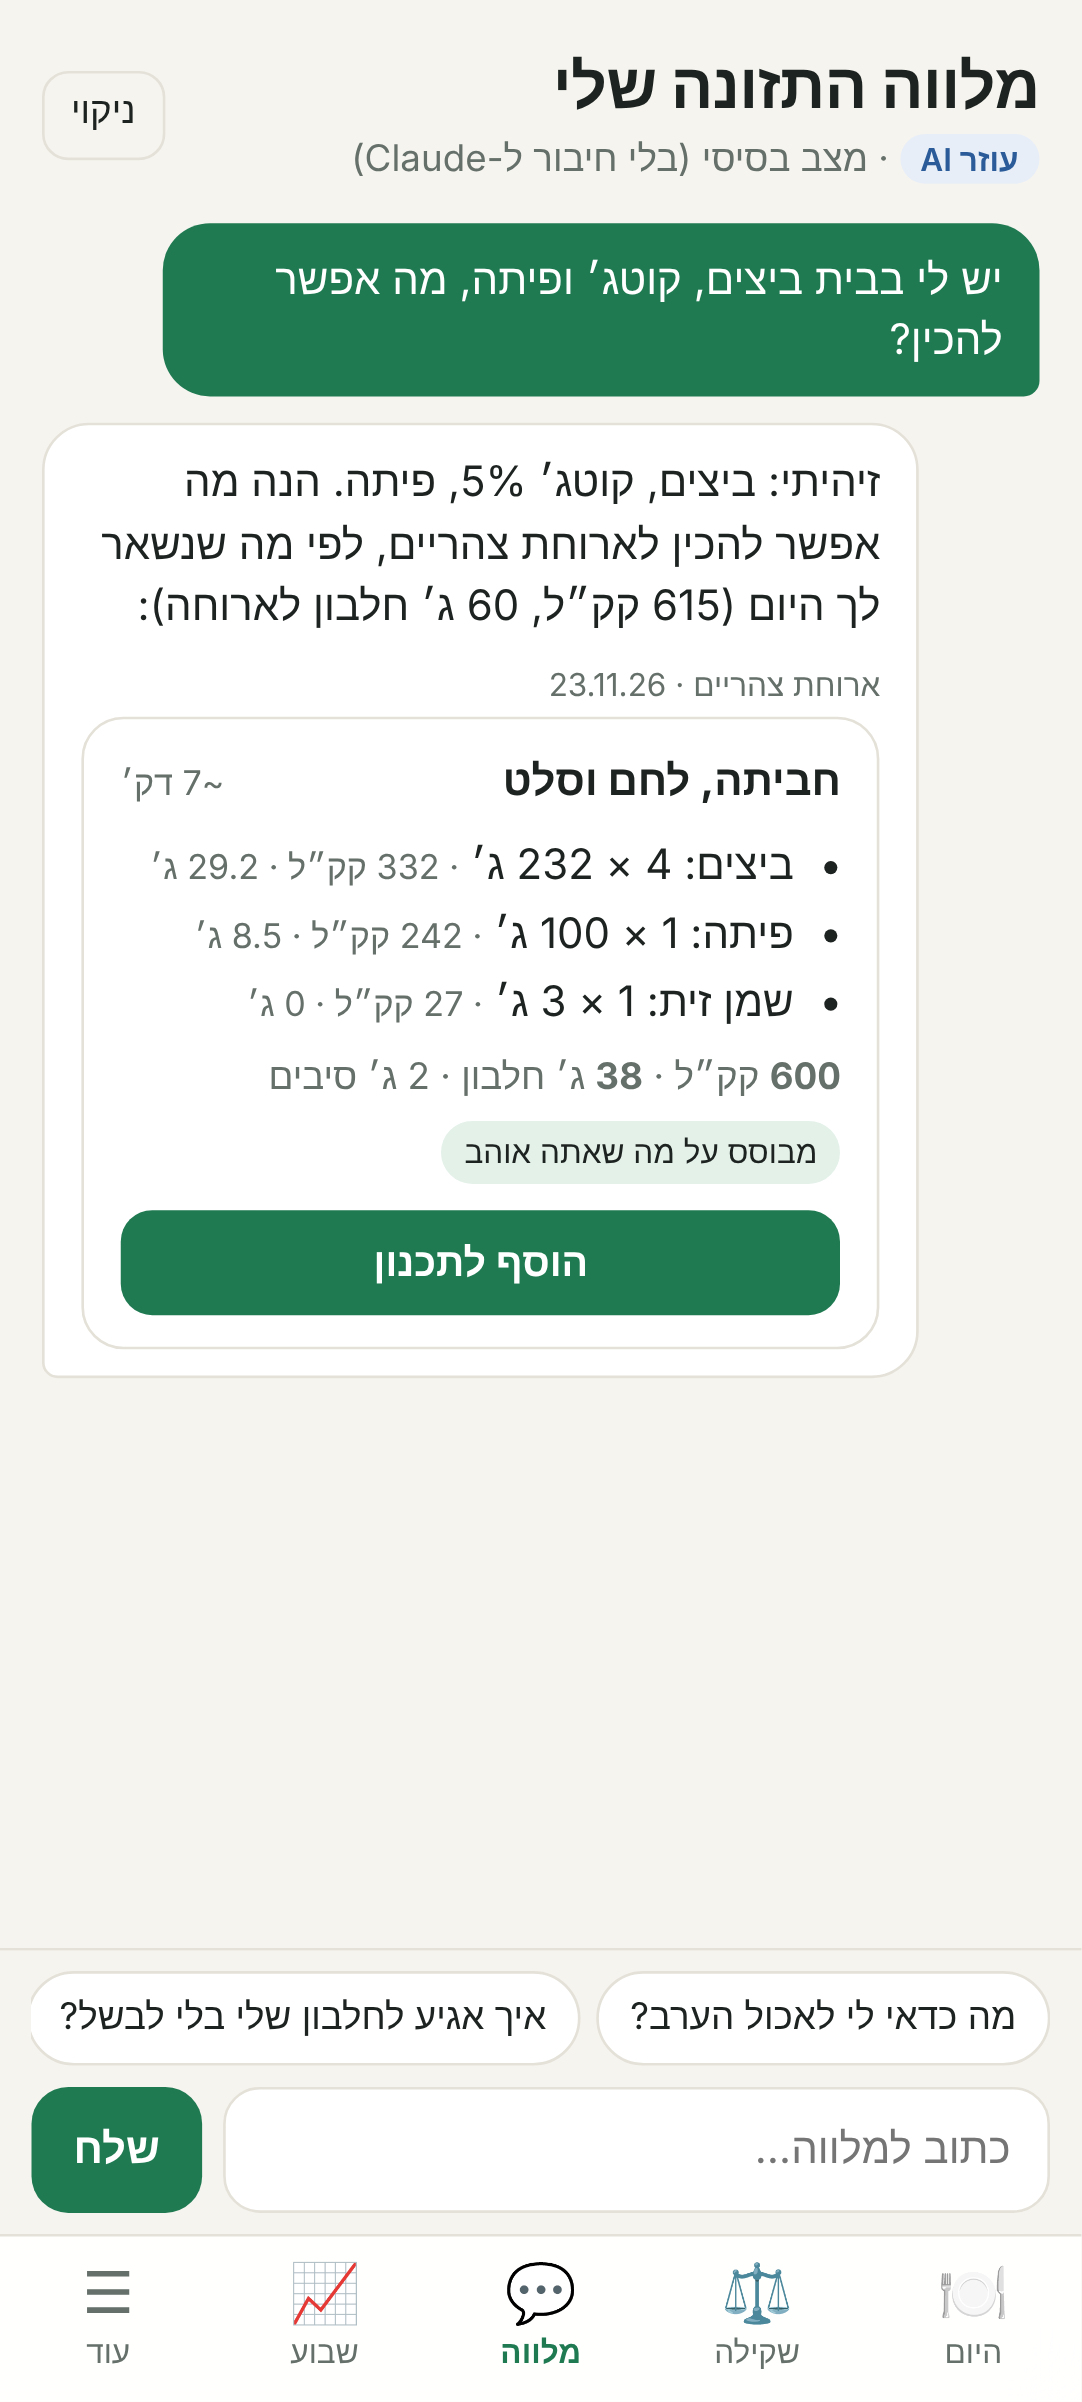 מלווה התזונה שלי
ניקוי
עוזר AI · מצב בסיסי (בלי חיבור ל-Claude)
יש לי בבית ביצים, קוטג׳ ופיתה, מה אפשר
להכין?
זיהיתי: ביצים, קוטג׳ 5%, פיתה. הנה מה
אפשר להכין לארוחת צהריים, לפי מה שנשאר
לך היום (615 קק״ל, 60 ג׳ חלבון לארוחה):
ארוחת צהריים · 23.11.26
חביתה, לחם וסלט
~7 דק׳
• ביצים: 4 × 232 ג׳ · 332 קק״ל · 29.2 ג׳
• פיתה: 1 × 100 ג׳ · 242 קק״ל · 8.5 ג׳
• שמן זית: 1 × 3 ג׳ · 27 קק״ל · 0 ג׳
600 קק״ל · 38 ג׳ חלבון · 2 ג׳ סיבים
מבוסס על מה שאתה אוהב
הוסף לתכנון
מה כדאי לי לאכול הערב?
איך אגיע לחלבון שלי בלי לבשל?
כתוב למלווה...
שלח
היום
שקילה
מלווה
שבוע
עוד